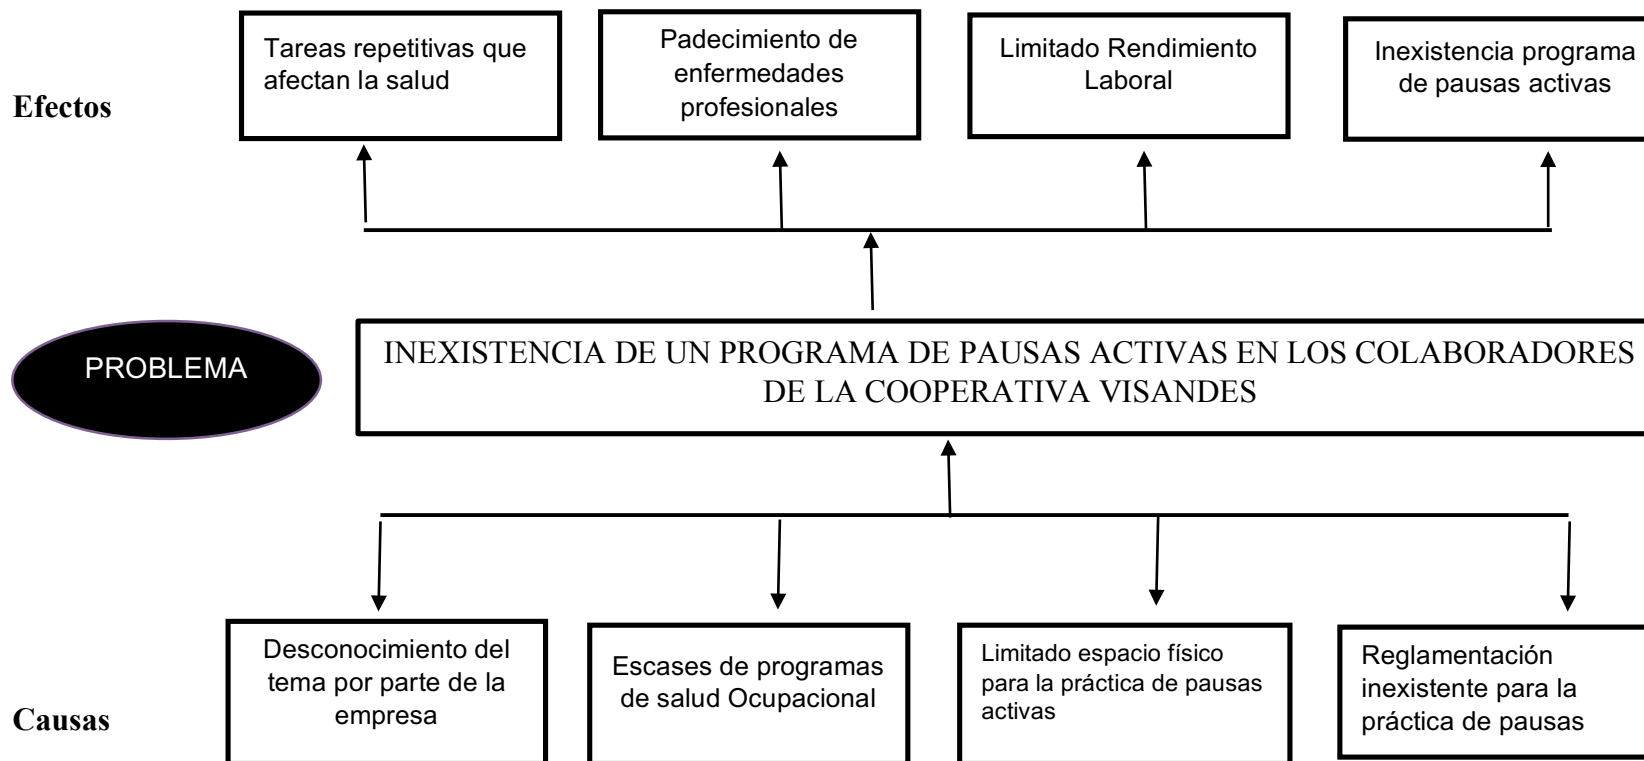 Efectos
Tareas repetitivas que
afectan la salud
Padecimiento de
enfermedades
profesionales
Limitado Rendimiento
Laboral
Inexistencia programa
de pausas activas
PROBLEMA
INEXISTENCIA DE UN PROGRAMA DE PAUSAS ACTIVAS EN LOS COLABORADORES
DE LA COOPERATIVA VISANDES
Causas
Desconocimiento del
tema por parte de la
empresa
Escases de programas
de salud Ocupacional
Limitado espacio físico
para la práctica de pausas
activas
Reglamentación
inexistente para la
práctica de pausas